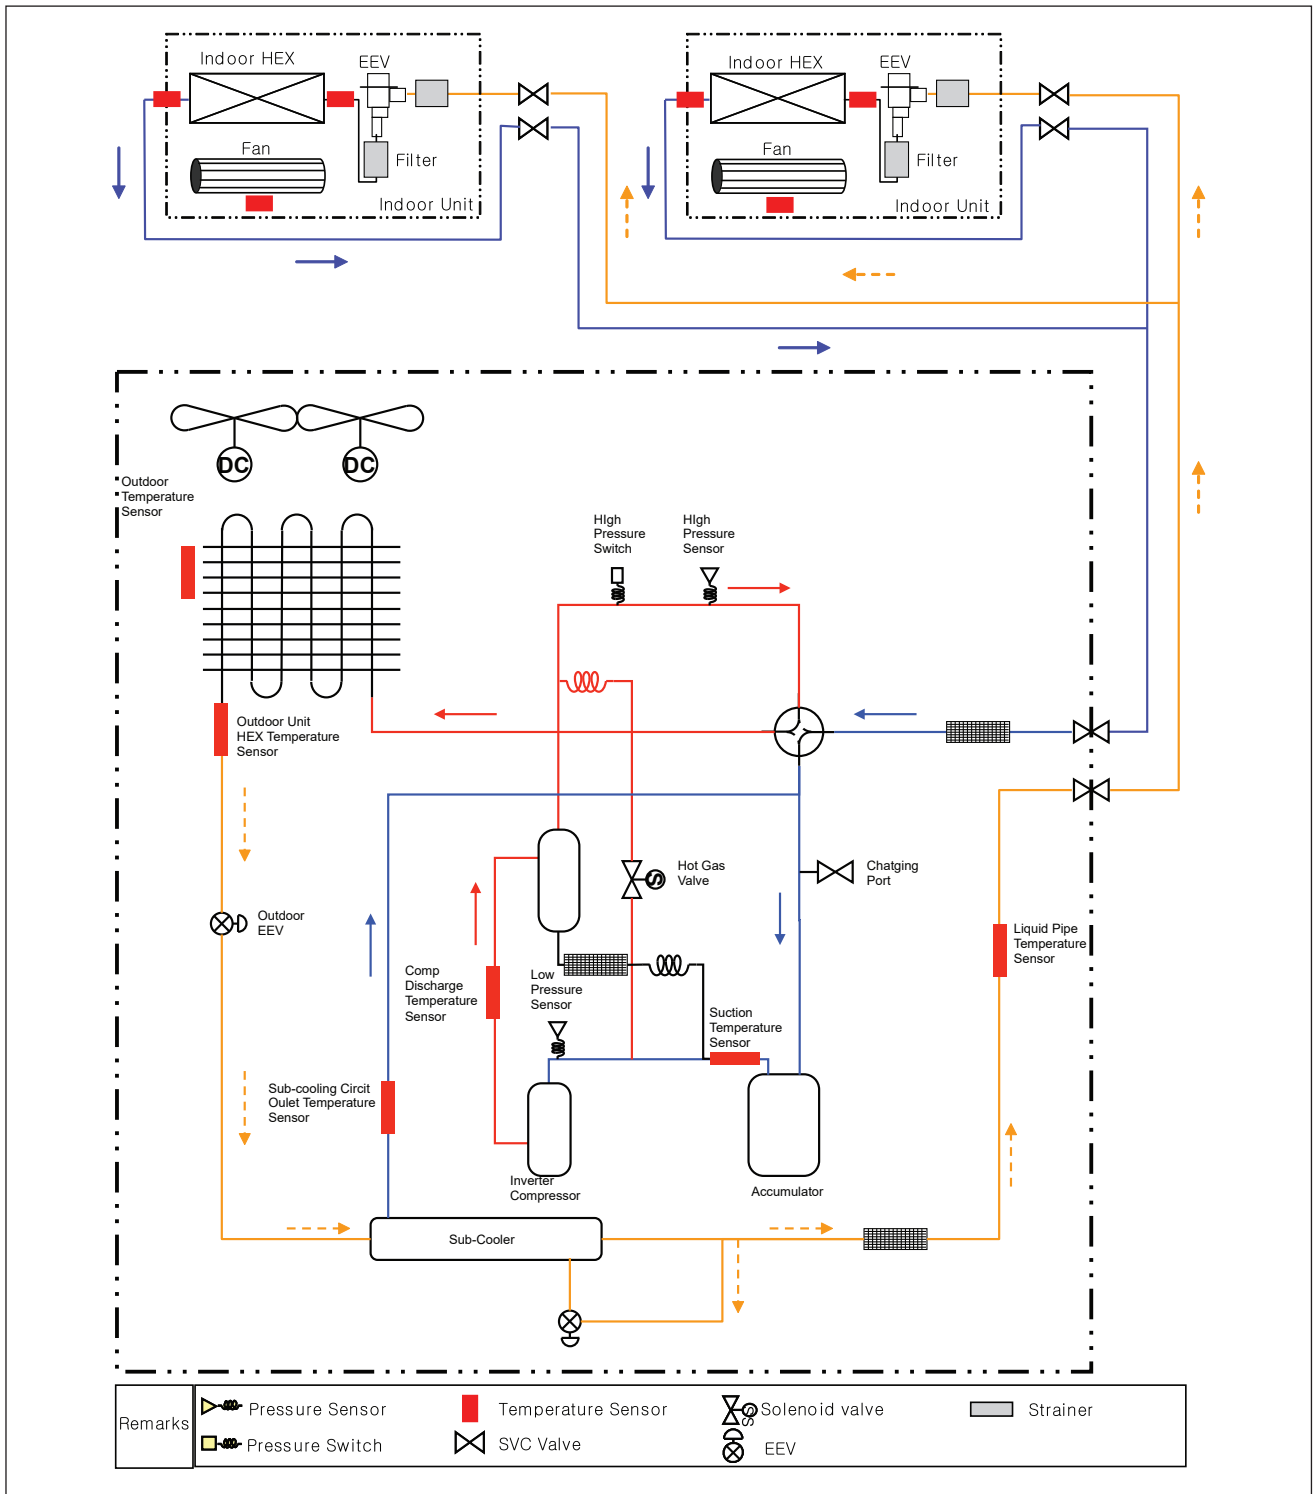 Indoor HEX
EEV
Fan
Filter
Indoor Unit
Indoor HEX
EEV
Fan
Filter
Indoor Unit
DC
DC
Outdoor
Temperature
Sensor
HIgh
Pressure
Switch
HIgh
Pressure
Sensor
Outdoor Unit
HEX Temperature
Sensor
Hot Gas
Valve
S
Chatging
Port
Outdoor
EEV
Liquid Pipe
Temperature
Sensor
Comp
Discharge
Temperature
Sensor
Low
Pressure
Sensor
Suction
Temperature
Sensor
Sub-cooling Circit
Oulet Temperature
Sensor
Inverter
Compressor
Accumulator
Sub-Cooler
Remarks
Pressure Sensor
Temperature Sensor
S
Solenoid valve
Strainer
Pressure Switch
SVC Valve
EEV